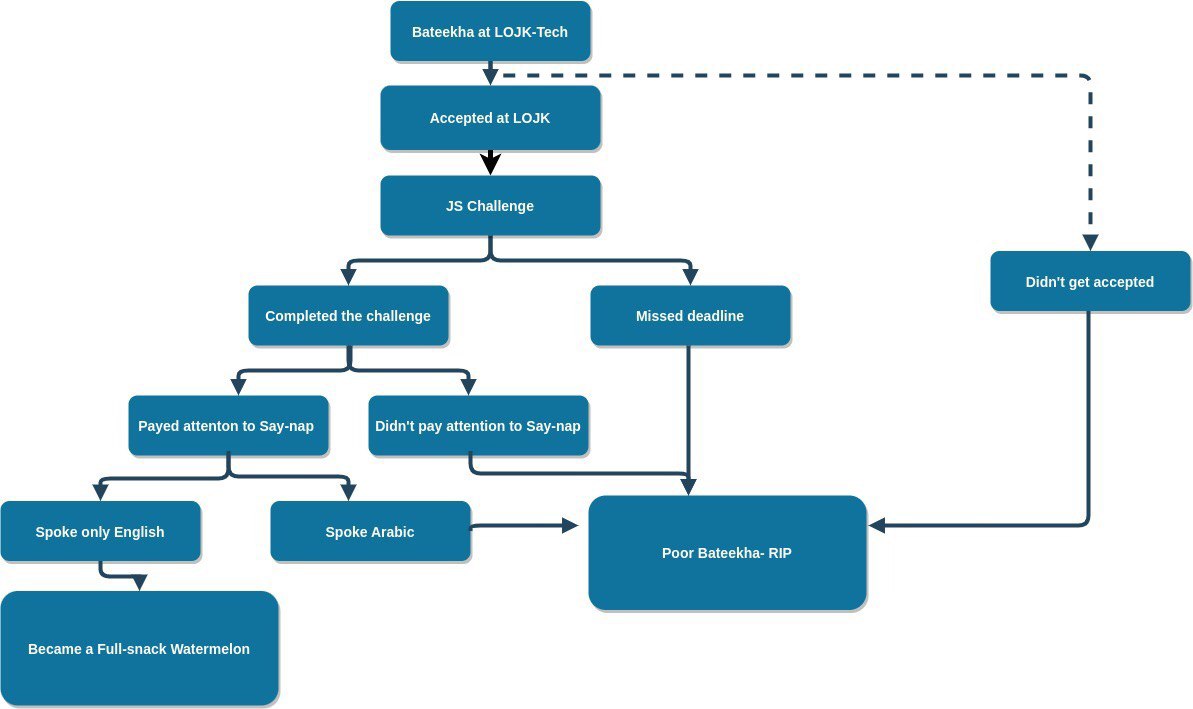 Bateekha at LOJK-Tech
Accepted at LOJK
JS Challenge
Didn't get accepted
Completed the challenge
Missed deadline
Payed attenton to Say-nap
Didn't pay attention to Say-nap
Spoke only English
Spoke Arabic
Poor Bateekha- RIP
Became a Full-snack Watermelon